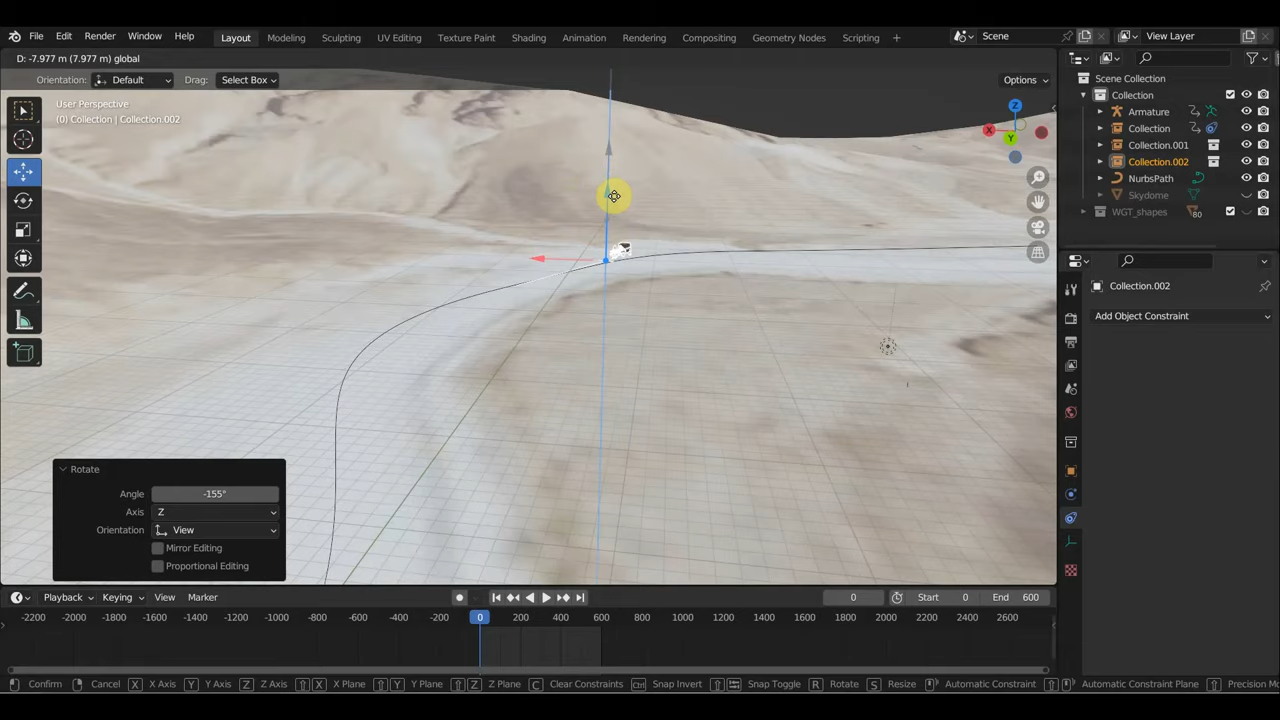 File Edit Render Window Help
Layout Modeling Sculpting UV Editing Texture Paint Shading Animation Rendering Compositing Geometry Nodes Scripting +
Scene
View Layer
D: -7.977 m (7.977 m) global
Orientation: Default Drag: Select Box
Options
User Perspective
(0) Collection | Collection.002
Z
X
Y
Scene Collection
Collection
Armature
Collection
Collection.001
Collection.002
NurbsPath
Skydome
WGT_shapes 80
Collection.002
Add Object Constraint
Rotate
Angle -155°
Axis Z
Orientation View
Mirror Editing
Proportional Editing
Playback Keying View Marker
0 Start 0 End 600
-2200 -2000 -1800 -1600 -1400 -1200 -1000 -800 -600 -400 -200 0 200 400 600 800 1000 1200 1400 1600 1800 2000 2200 2400 2600
Confirm Cancel X X Axis Y Y Axis Z Z Axis X X Plane Y Y Plane Z Z Plane C Clear Constraints Ctrl Snap Invert Snap Toggle R Rotate S Resize Automatic Constraint Automatic Constraint Plane Precision Mo